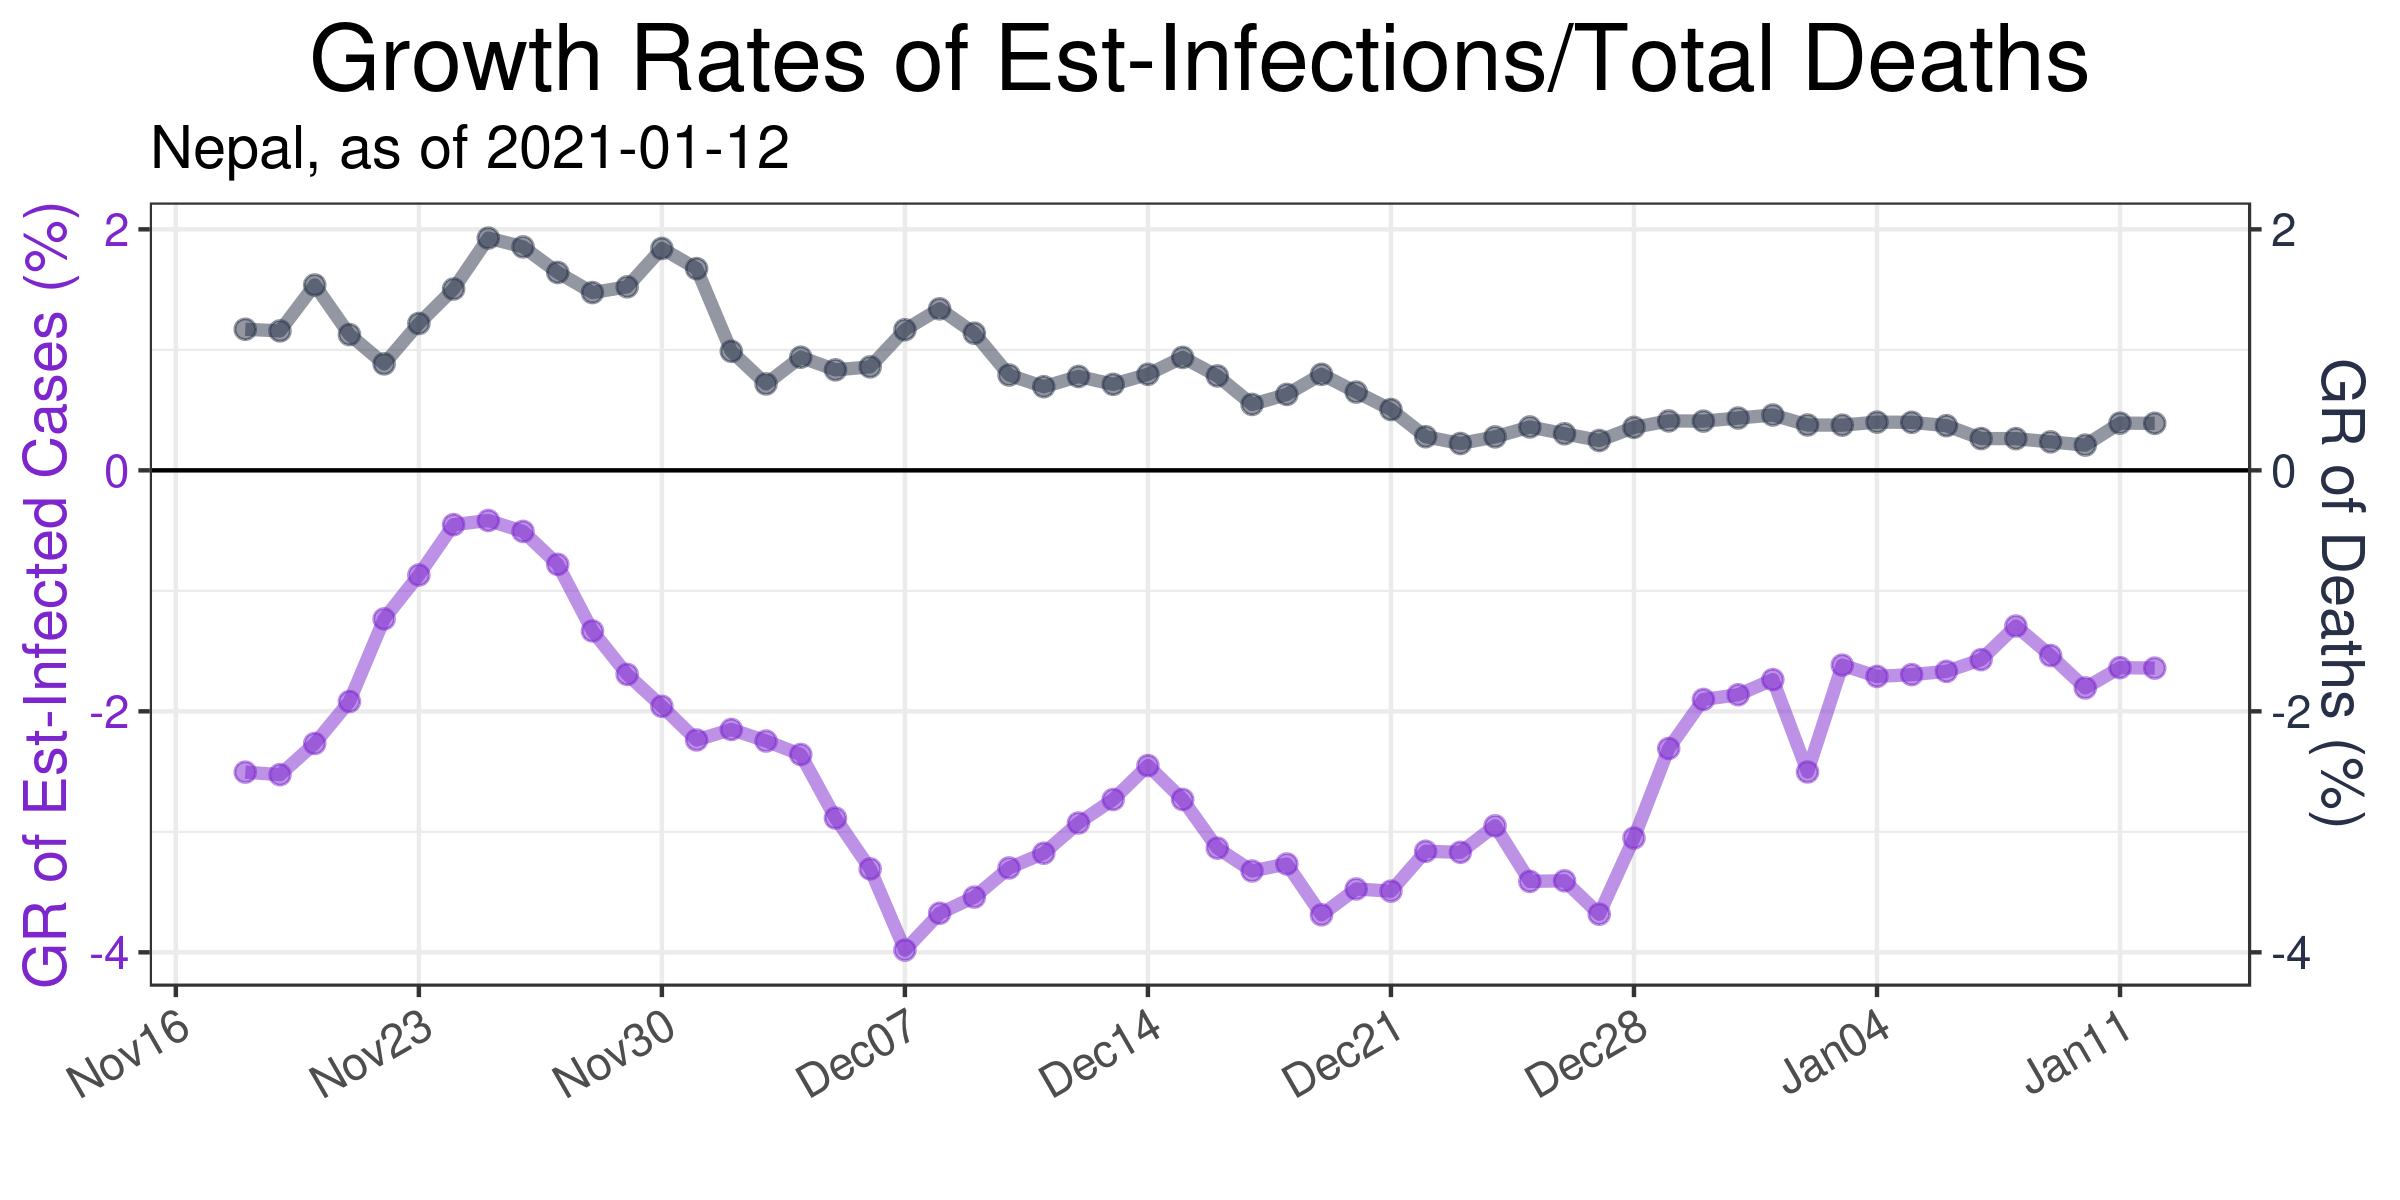 Growth Rates of Est-Infections/Total Deaths
Nepal, as of 2021-01-12
GR of Est-Infected Cases (%)
2
0
-2
-4
2
0
-2
-4
GR of Deaths (%)
Nov16
Nov23
Nov30
Dec07
Dec14
Dec21
Dec28
Jan04
Jan11